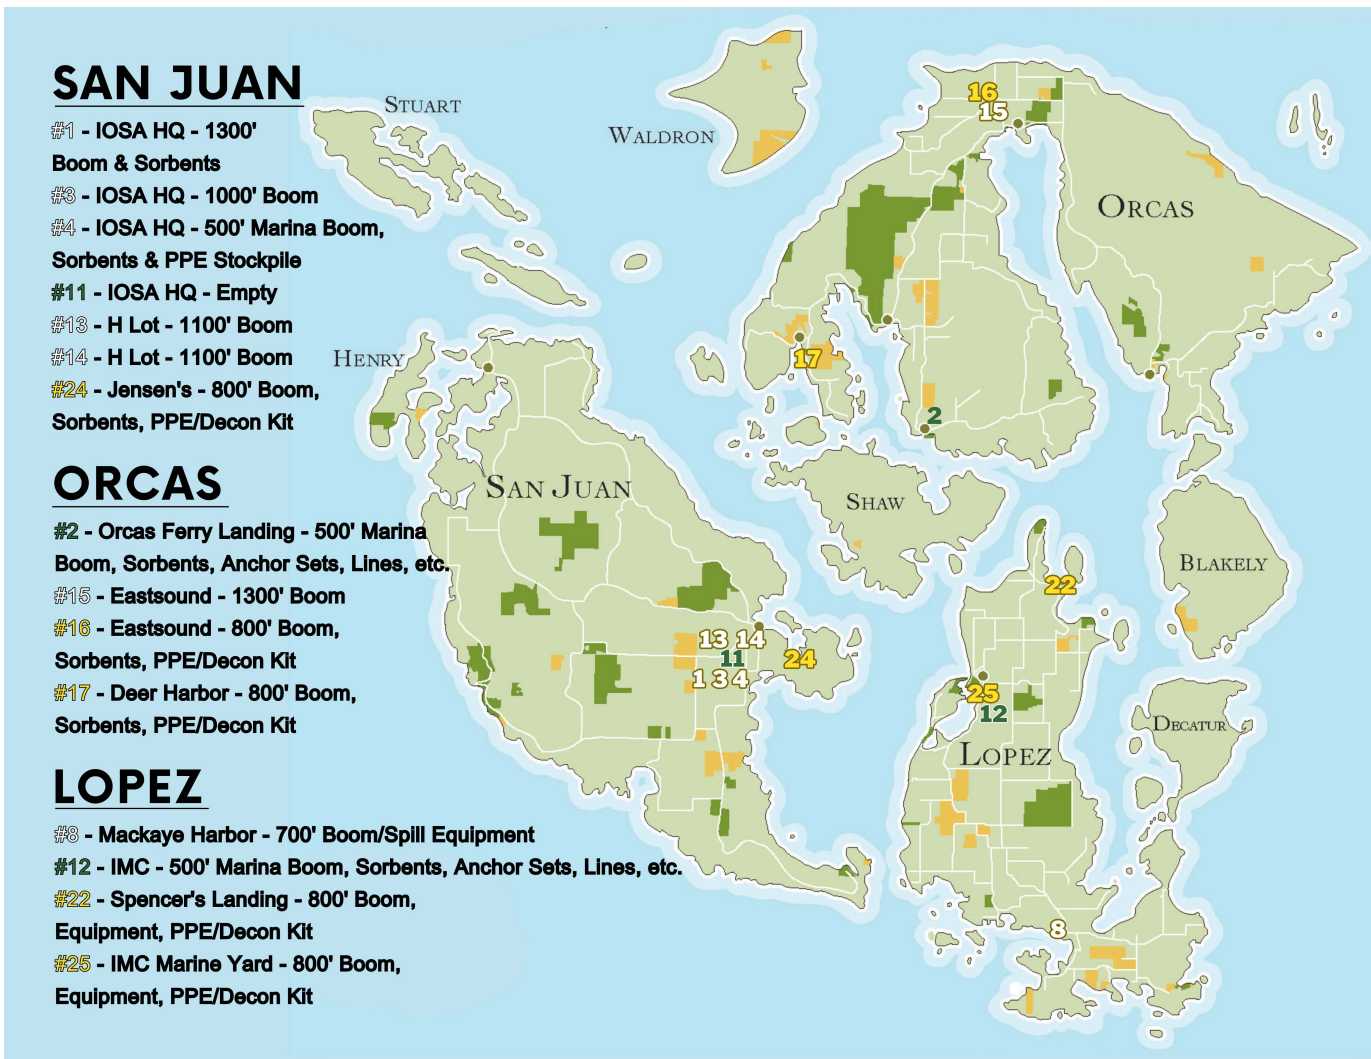 SAN JUAN
#1 - IOSA HQ - 1300'
Boom & Sorbents
#3 - IOSA HQ - 1000' Boom
#4 - IOSA HQ - 500' Marina Boom,
Sorbents & PPE Stockpile
#11 - IOSA HQ - Empty
#13 - H Lot - 1100' Boom
#14 - H Lot - 1100' Boom
#24 - Jensen's - 800' Boom,
Sorbents, PPE/Decon Kit
ORCAS
#2 - Orcas Ferry Landing - 500' Marina
Boom, Sorbents, Anchor Sets, Lines, etc.
#15 - Eastsound - 1300' Boom
#16 - Eastsound - 800' Boom,
Sorbents, PPE/Decon Kit
#17 - Deer Harbor - 800' Boom,
Sorbents, PPE/Decon Kit
LOPEZ
#8 - Mackaye Harbor - 700' Boom/Spill Equipment
#12 - IMC - 500' Marina Boom, Sorbents, Anchor Sets, Lines, etc.
#22 - Spencer's Landing - 800' Boom,
Equipment, PPE/Decon Kit
#25 - IMC Marine Yard - 800' Boom,
Equipment, PPE/Decon Kit
STUART
WALDRON
16
15
ORCAS
HENRY
17
2
SAN JUAN
SHAW
BLAKELY
22
13 14
11
24
1 3 4
25
12
DECATUR
LOPEZ
8